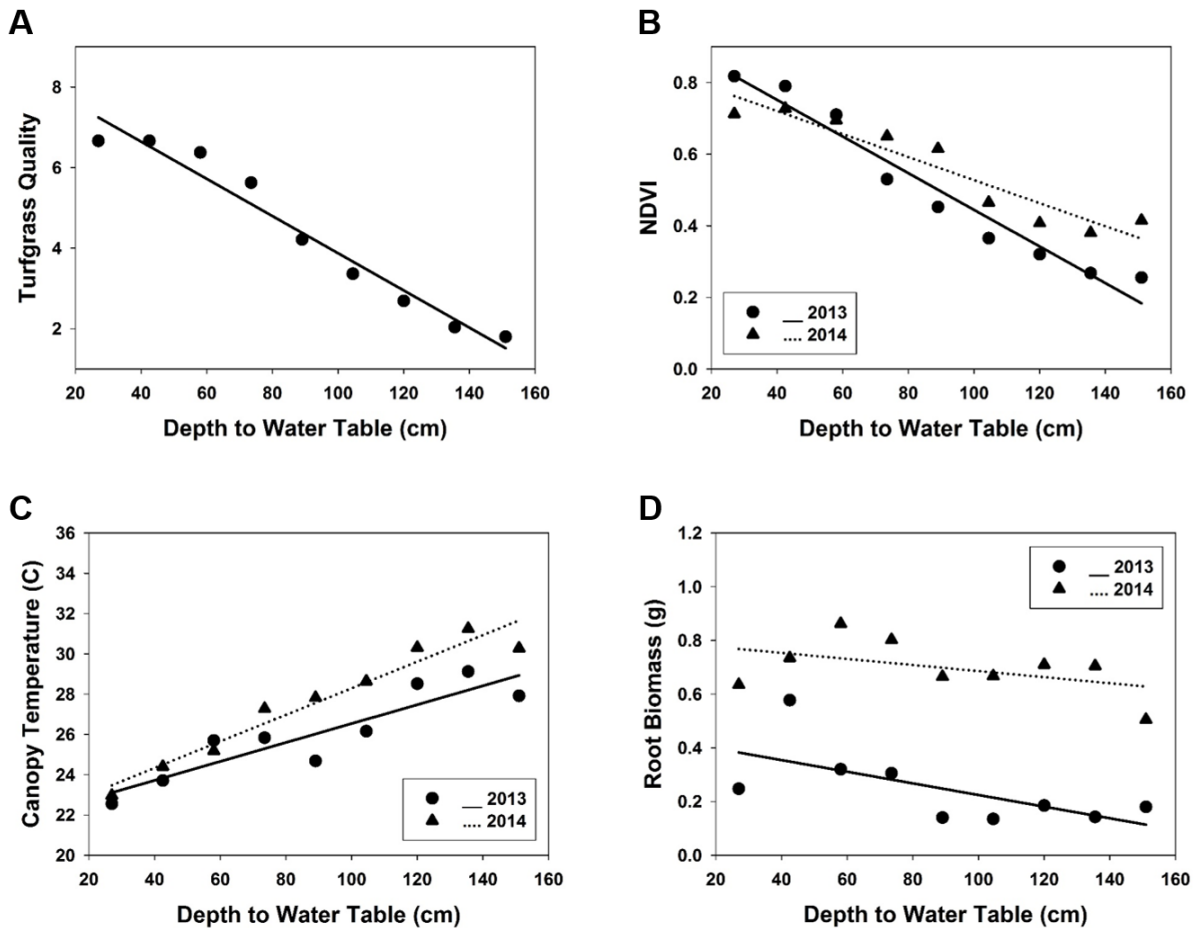 A
Turfgrass Quality
8
6
4
2
20 40 60 80 100 120 140 160
Depth to Water Table (cm)
B
NDVI
0.8
0.6
0.4
0.2
0.0
2013
2014
20 40 60 80 100 120 140 160
Depth to Water Table (cm)
C
Canopy Temperature (C)
36
34
32
30
28
26
24
22
20
2013
2014
20 40 60 80 100 120 140 160
Depth to Water Table (cm)
D
Root Biomass (g)
1.2
1.0
0.8
0.6
0.4
0.2
0.0
2013
2014
20 40 60 80 100 120 140 160
Depth to Water Table (cm)